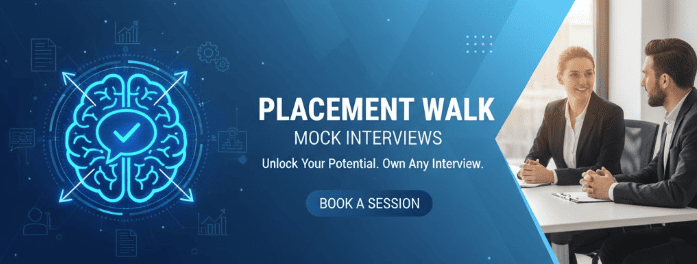 PLACEMENT WALK
MOCK INTERVIEWS
Unlock Your Potential. Own Any Interview.
BOOK A SESSION